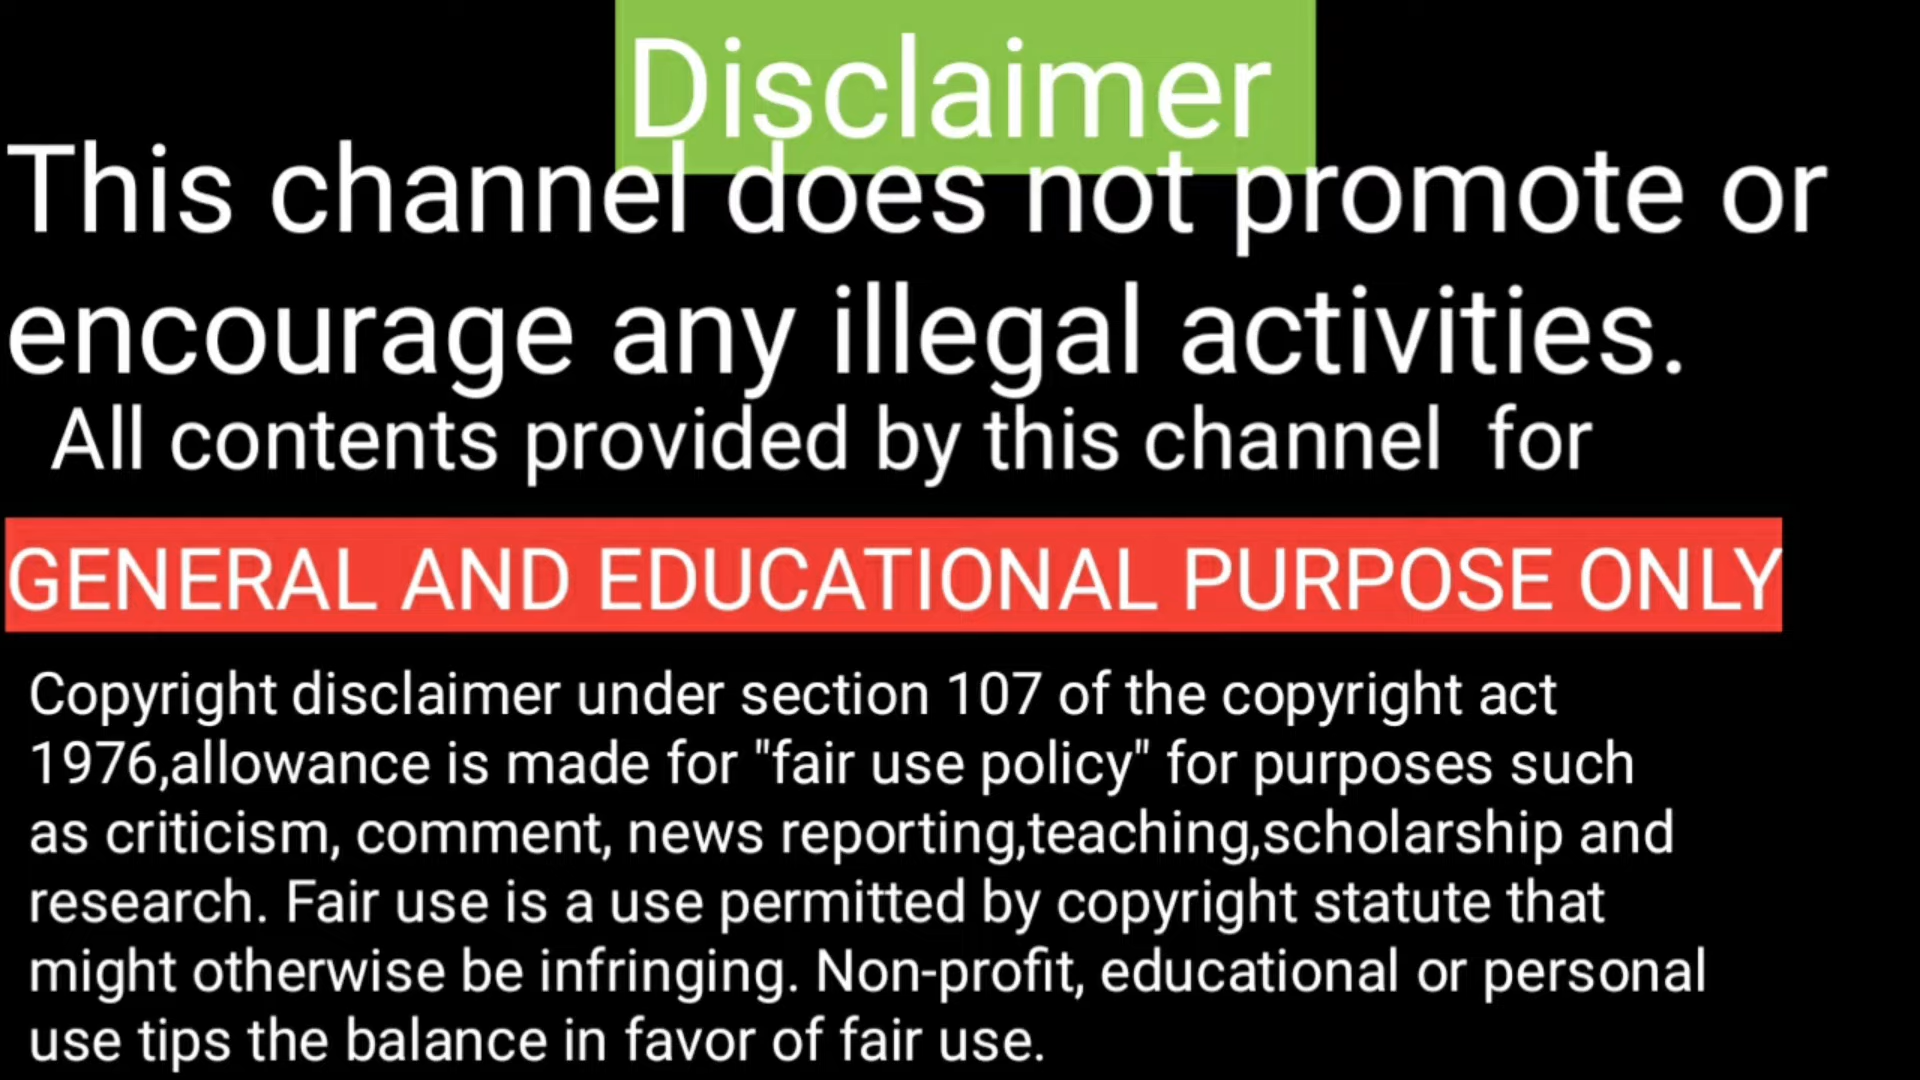 Disclaimer
This channel does not promote or
encourage any illegal activities.
All contents provided by this channel  for
GENERAL AND EDUCATIONAL PURPOSE ONLY
Copyright disclaimer under section 107 of the copyright act
1976,allowance is made for "fair use policy" for purposes such
as criticism, comment, news reporting,teaching,scholarship and
research. Fair use is a use permitted by copyright statute that
might otherwise be infringing. Non-profit, educational or personal
use tips the balance in favor of fair use.